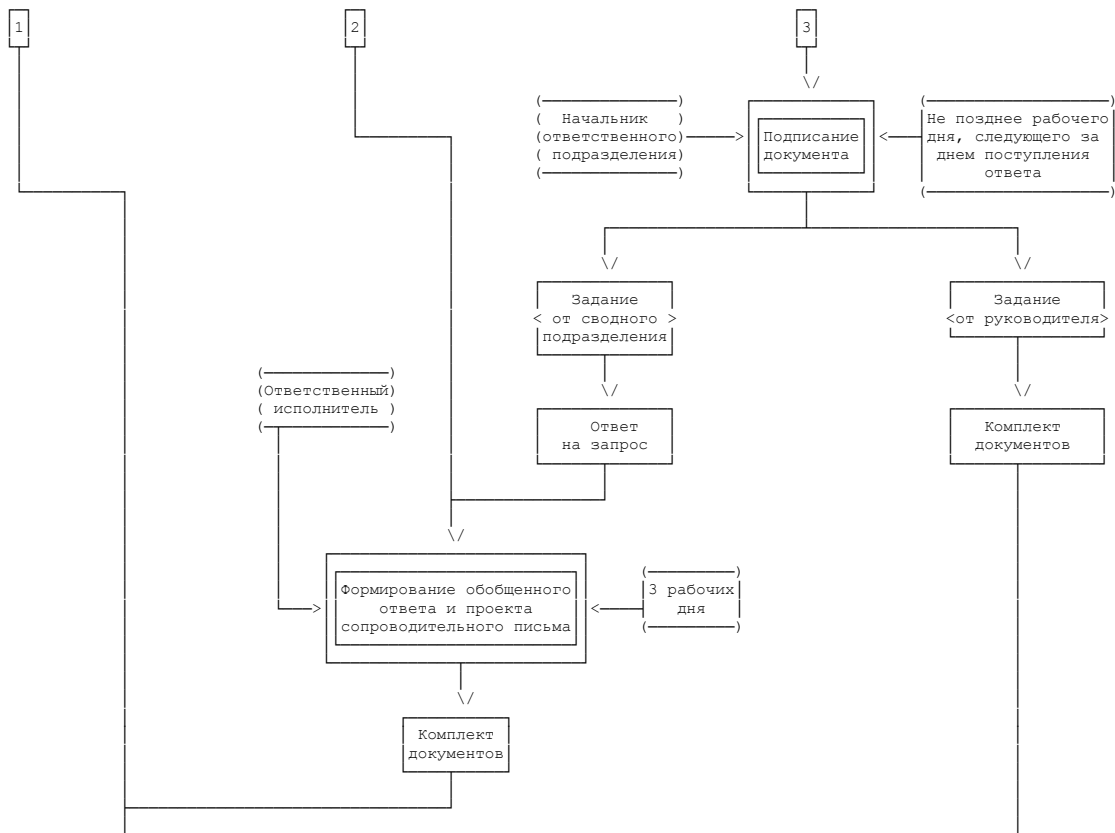 1
2
3
Начальник
ответственного
подразделения
Подписание
документа
Не позднее рабочего
дня, следующего за
днем поступления
ответа
Задание
от сводного
подразделения
Задание
от руководителя
Ответственный
исполнитель
Ответ
на запрос
Комплект
документов
Формирование обобщенного
ответа и проекта
сопроводительного письма
3 рабочих
дня
Комплект
документов